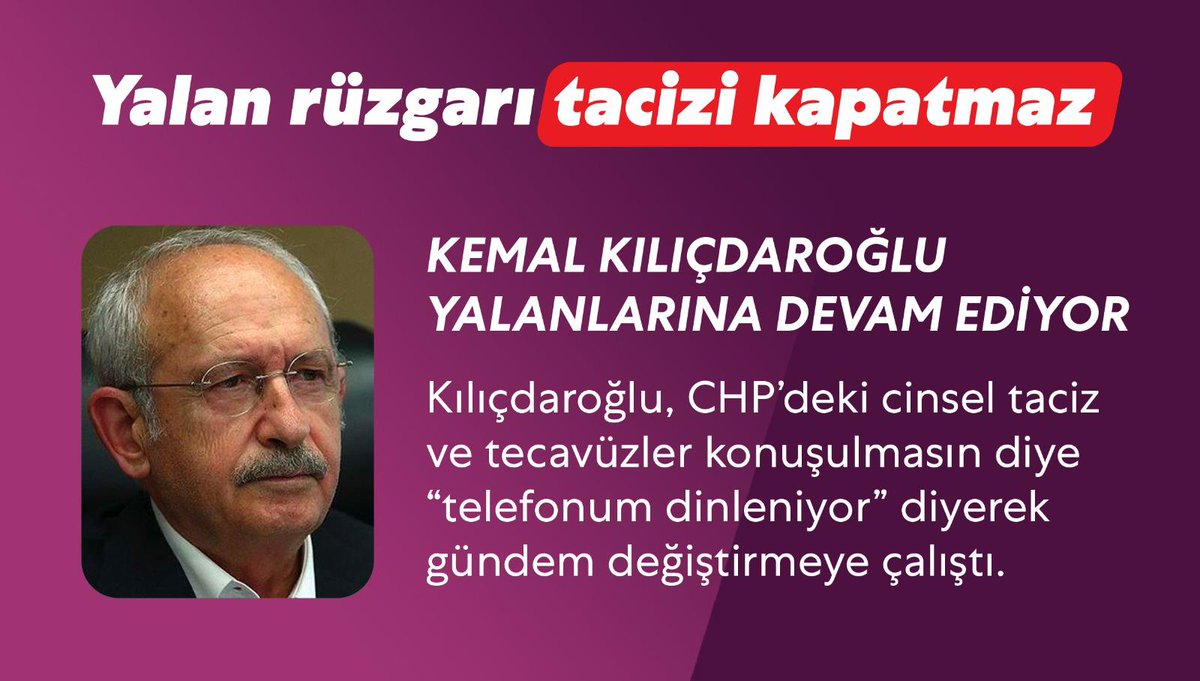 Yalan rüzgarı tacizi kapatmaz
KEMAL KILIÇDAROĞLU
YALANLARINA DEVAM EDİYOR
Kılıçdaroğlu, CHP’deki cinsel taciz
ve tecavüzler konuşulmasın diye
“telefonum dinleniyor” diyerek
gündem değiştirmeye çalıştı.